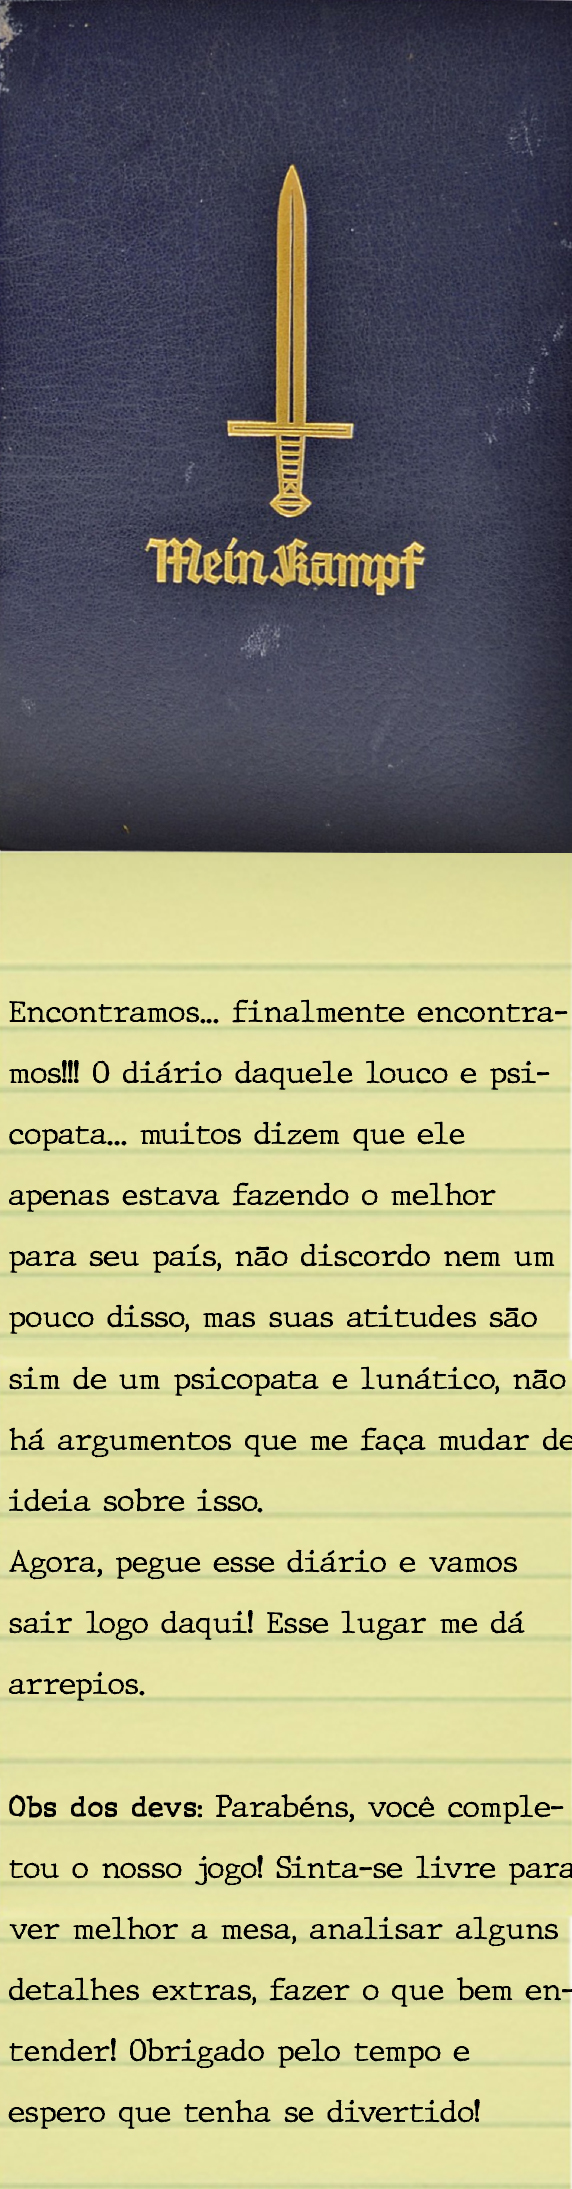 Mein Kampf
Encontramos... finalmente encontra-
mos!!! O diário daquele louco e psi-
copata... muitos dizem que ele
apenas estava fazendo o melhor
para seu país, não discordo nem um
pouco disso, mas suas atitudes são
sim de um psicopata e lunático, não
há argumentos que me faça mudar de
ideia sobre isso.
Agora, pegue esse diário e vamos
sair logo daqui! Esse lugar me dá
arrepios.
Obs dos devs: Parabéns, você comple-
tou o nosso jogo! Sinta-se livre para
ver melhor a mesa, analisar alguns
detalhes extras, fazer o que bem en-
tender! Obrigado pelo tempo e
espero que tenha se divertido!